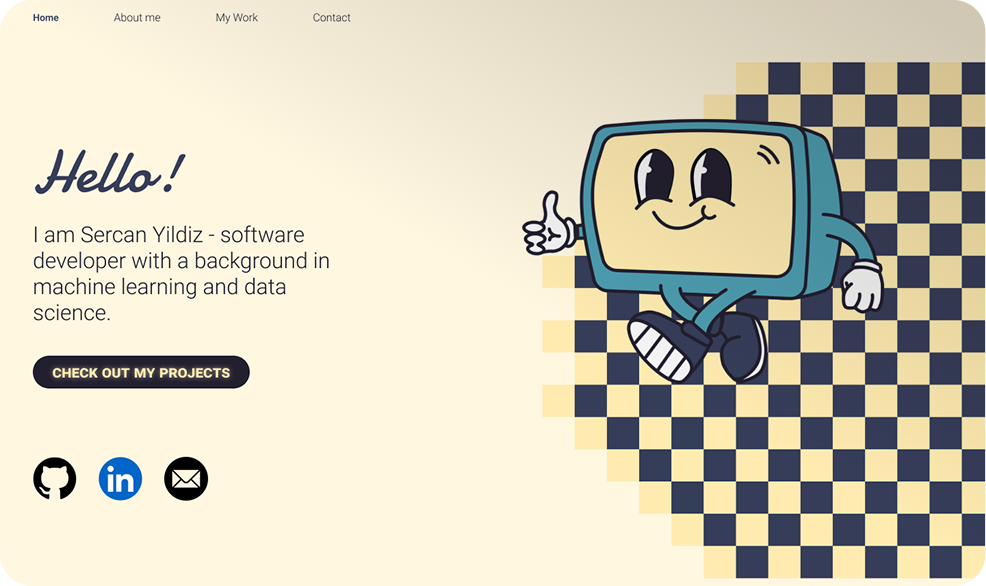 Home About me My Work Contact
Hello!
I am Sercan Yildiz - software
developer with a background in
machine learning and data
science.
CHECK OUT MY PROJECTS
in